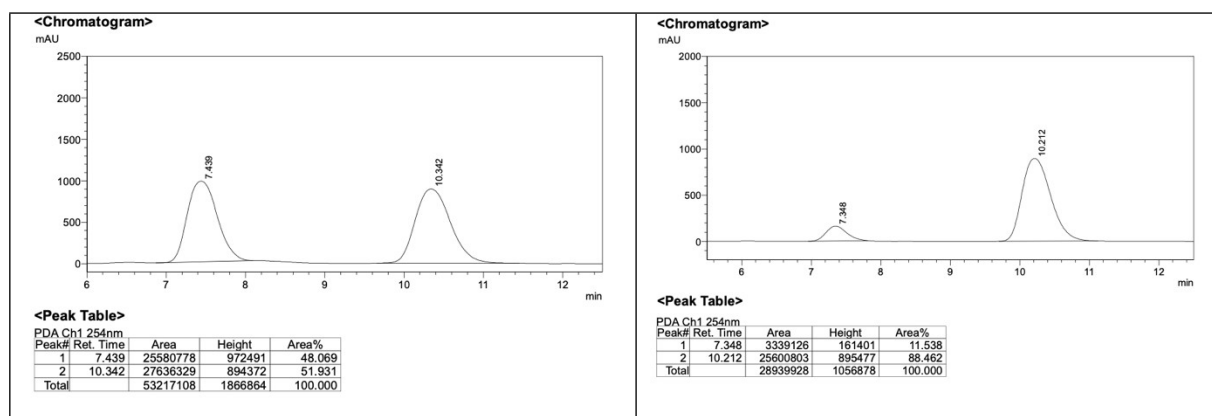 <Chromatogram>
mAU
2500
2000
1500
1000
500
0
7.439
10.342
6 7 8 9 10 11 12
min
<Peak Table>
PDA Ch1 254nm
Peak# Ret. Time Area Height Area%
1 7.439 25580778 972491 48.069
2 10.342 27636329 894372 51.931
Total 53217108 1866864 100.000
<Chromatogram>
mAU
2000
1500
1000
500
0
7.348
10.212
6 7 8 9 10 11 12
min
<Peak Table>
PDA Ch1 254nm
Peak# Ret. Time Area Height Area%
1 7.348 3339126 161401 11.538
2 10.212 25600803 895477 88.462
Total 28939928 1056878 100.000